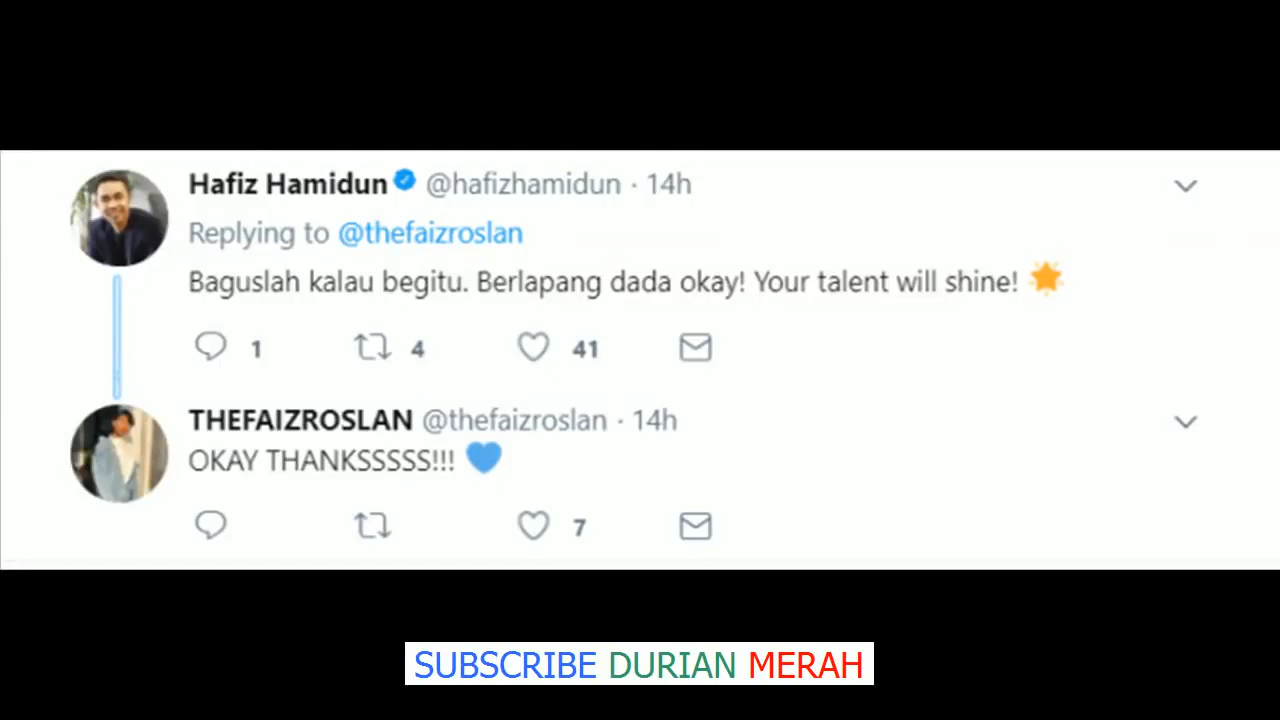 Hafiz Hamidun @hafizhamidun · 14h
Replying to @thefaizroslan
Baguslah kalau begitu. Berlapang dada okay! Your talent will shine! 🌟
1 4 41
THEFAIZROSLAN @thefaizroslan · 14h
OKAY THANKSSSSS!!! 💙
7
SUBSCRIBE DURIAN MERAH